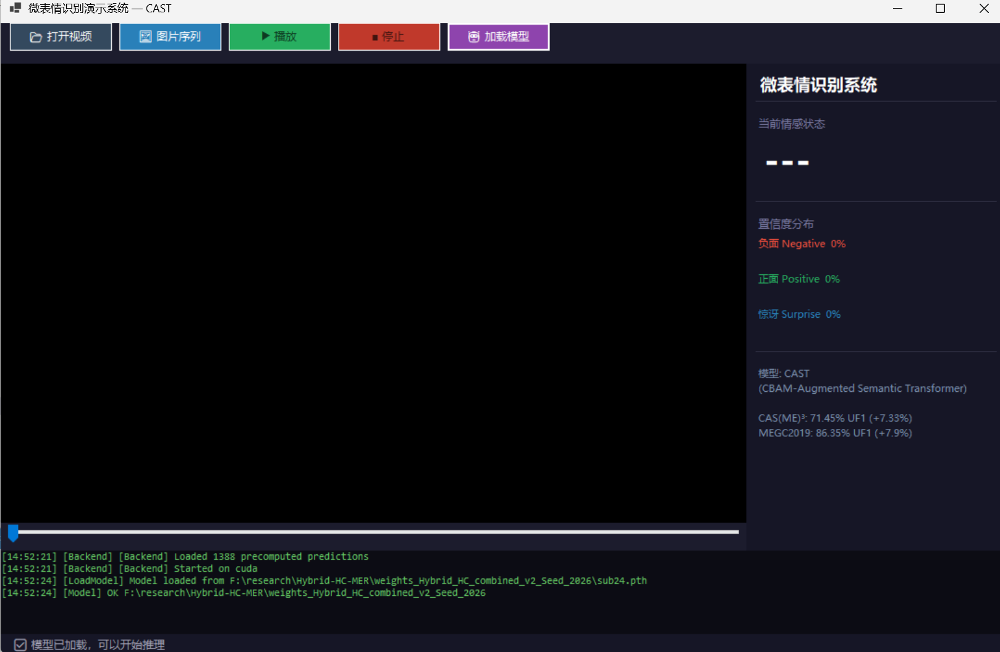 微表情识别演示系统 — CAST
打开视频
图片序列
播放
停止
加载模型
微表情识别系统
当前情感状态
---
置信度分布
负面 Negative 0%
正面 Positive 0%
惊讶 Surprise 0%
模型: CAST
(CBAM-Augmented Semantic Transformer)
CAS(ME)³: 71.45% UF1 (+7.33%)
MEGC2019: 86.35% UF1 (+7.9%)
[14:52:21] [Backend] [Backend] Loaded 1388 precomputed predictions
[14:52:21] [Backend] [Backend] Started on cuda
[14:52:24] [LoadModel] Model loaded from F:\research\Hybrid-HC-MER\weights_Hybrid_HC_combined_v2_Seed_2026\sub24.pth
[14:52:24] [Model] OK F:\research\Hybrid-HC-MER\weights_Hybrid_HC_combined_v2_Seed_2026
模型已加载，可以开始推理